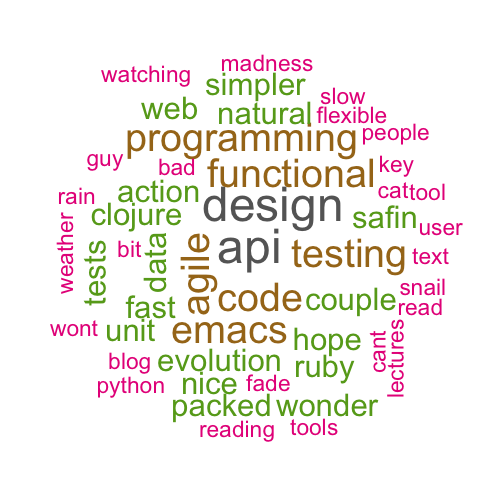 madness
watching
simpler
slow
web
natural
flexible
programming
people
guy
bad
functional
key
rain
action
cat
tool
clojure
design
safin
user
weather
tests
bit
data
agile
api
testing
text
fast
code
couple
snail
read
wont
unit
emacs
hope
cant
lectures
blog
evolution
ruby
python
nice
fade
packed
wonder
reading
tools